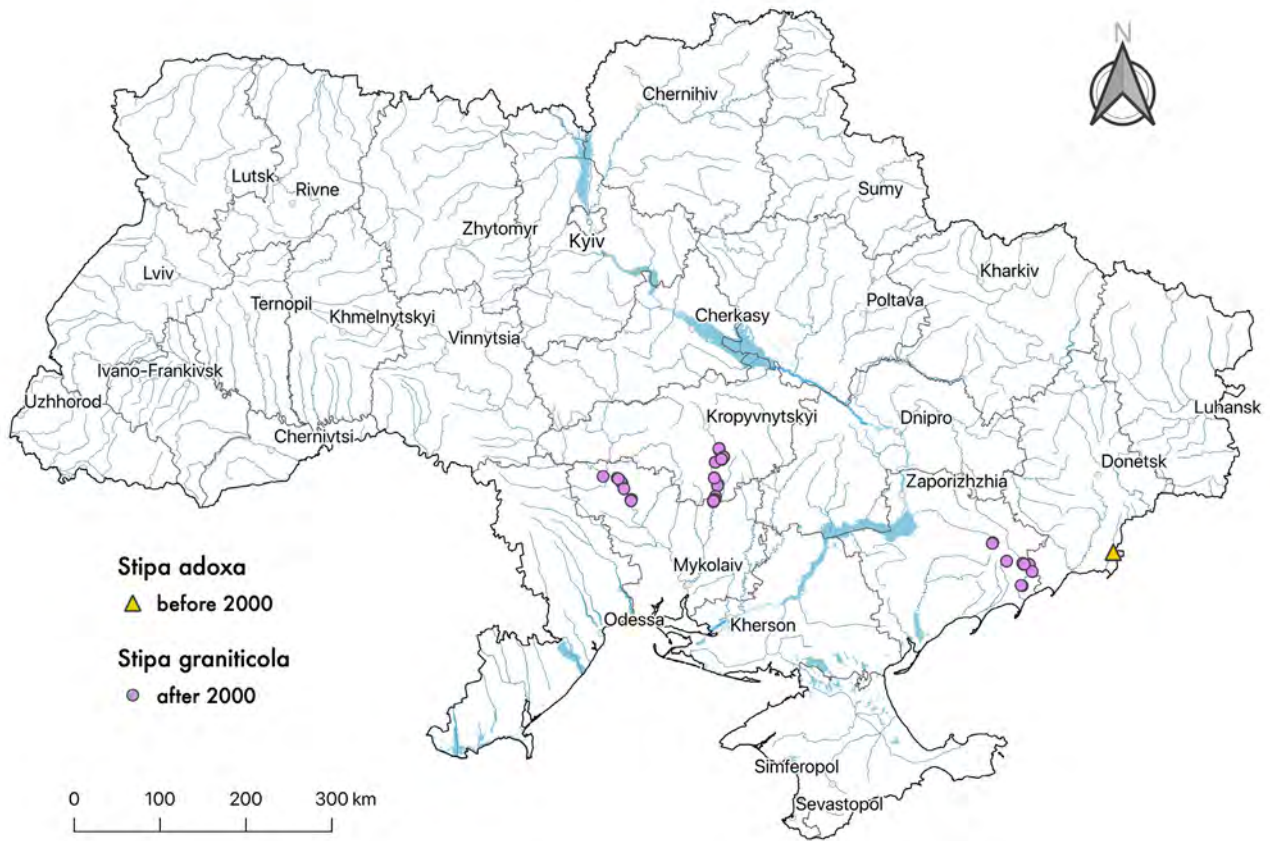 N
Chernihiv
Lutsk
Rivne
Sumy
Zhytomyr
Kyiv
Lviv
Kharkiv
Ternopil
Khmelnytskyi
Poltava
Cherkasy
Vinnytsia
Ivano-Frankivsk
Uzhhorod
Luhansk
Kropyvnytskyi
Dnipro
Chernivtsi
Donetsk
Zaporizhzhia
Mykolaiv
Odessa
Kherson
Simferopol
Sevastopol
Stipa adoxa
before 2000
Stipa graniticola
after 2000
0 100 200 300 km